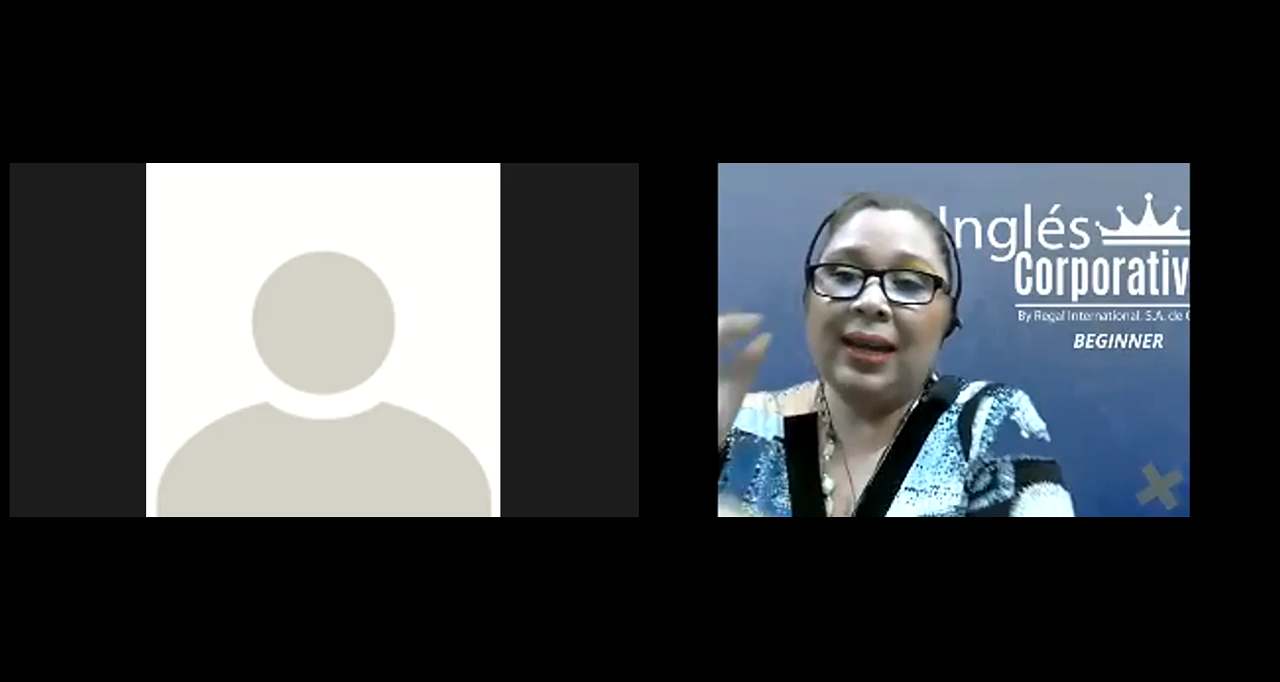 Inglés
Corporativ
By Regal International, S.A. de C
BEGINNER